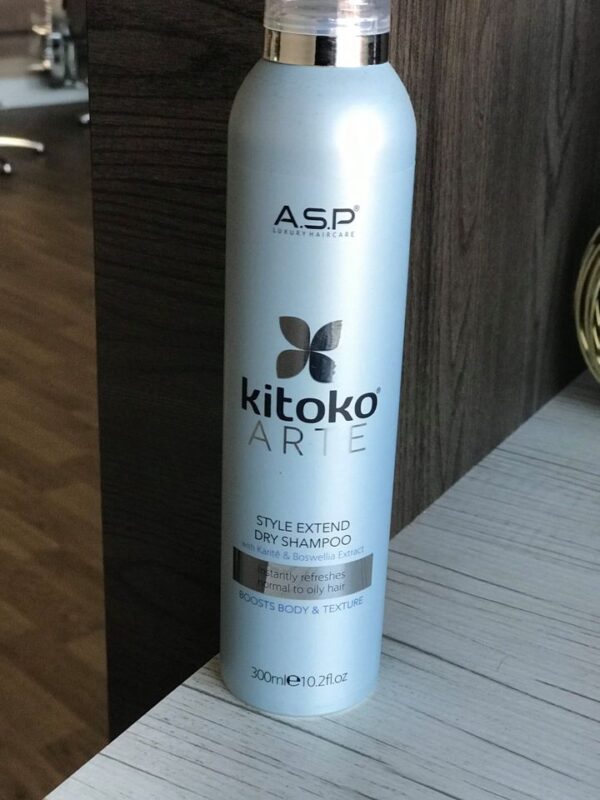 A.S.P®
LUXURY HAIRCARE
kitoko®
ARTE
STYLE EXTEND
DRY SHAMPOO
with Karité & Boswellia Extract
Instantly refreshes
normal to oily hair
BOOSTS BODY & TEXTURE
300ml℮10.2fl.oz